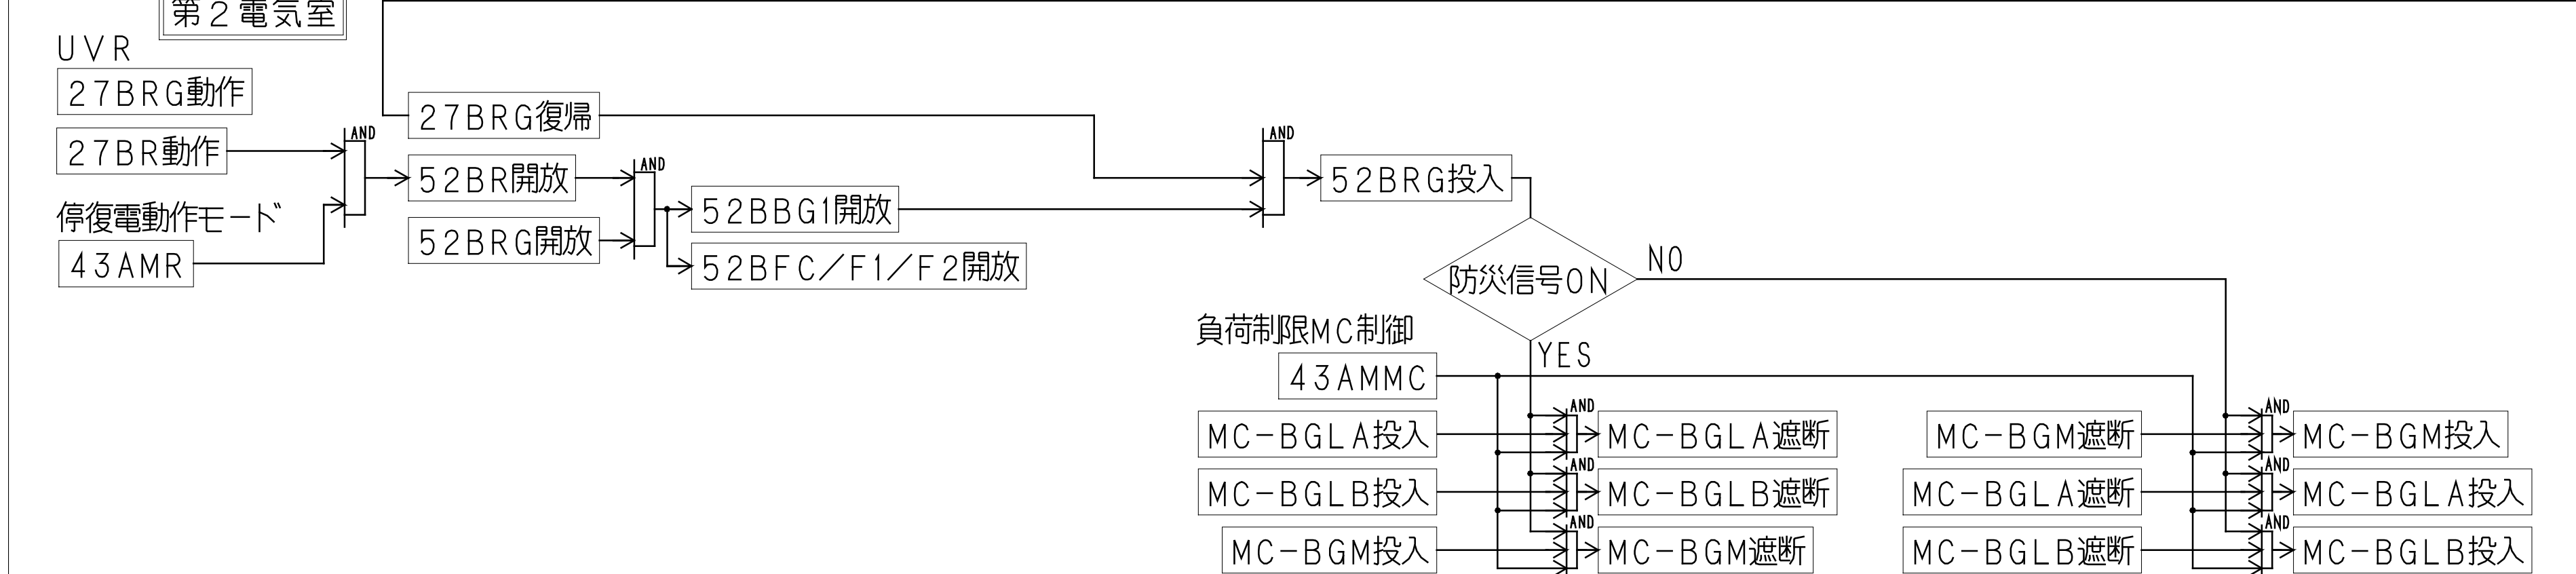 第2電気室
UVR
27BRG動作
27BR動作
停復電動作モード
43AMR
AND
27BRG復帰
52BR開放
52BRG開放
AND
52BBG1開放
52BFC/F1/F2開放
AND
52BRG投入
防災信号ON
NO
YES
負荷制限MC制御
43AMMC
MC-BGLA投入
AND
MC-BGLA遮断
MC-BGLB投入
AND
MC-BGLB遮断
MC-BGM投入
AND
MC-BGM遮断
MC-BGM遮断
AND
MC-BGM投入
MC-BGLA遮断
AND
MC-BGLA投入
MC-BGLB遮断
AND
MC-BGLB投入